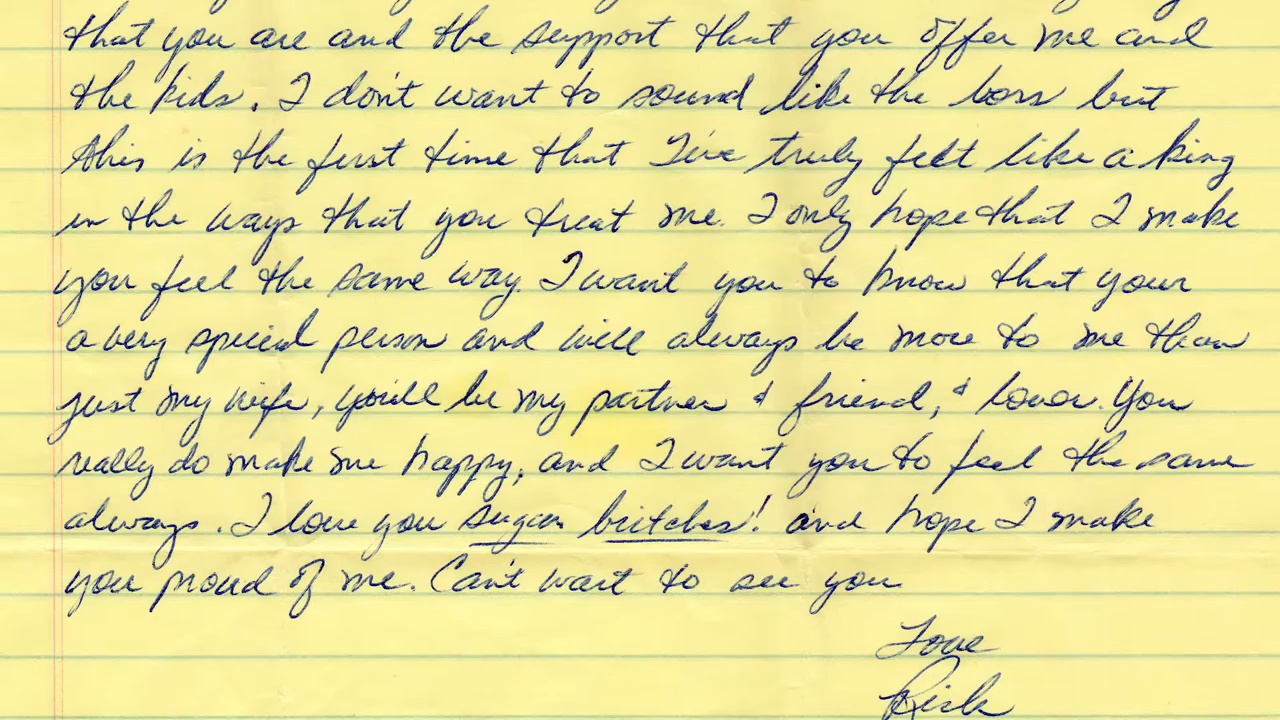 that you are and the support that you offer me and
the kids. I don't want to sound like the boss but
this is the first time that I've truly felt like a king
in the ways that you treat me. I only hope that I make
you feel the same way. I want you to know that your
a very special person and will always be more to me than
just my wife, you'll be my partner & friend, & lover. You
really do make me happy, and I want you to feel the same
always. I love you sugar britches! and hope I make
you proud of me. Can't wait to see you
Love
Rick